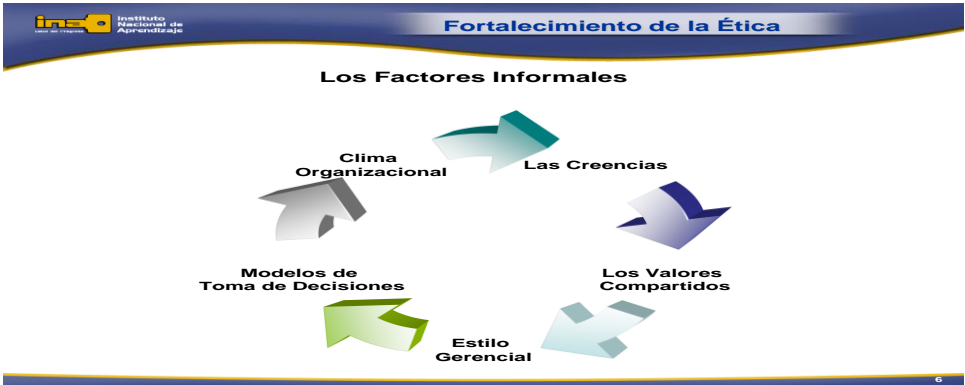 ina
Instituto
Nacional de
Aprendizaje
Fortalecimiento de la Ética
Los Factores Informales
Clima
Organizacional
Las Creencias
Modelos de
Toma de Decisiones
Los Valores
Compartidos
Estilo
Gerencial
6